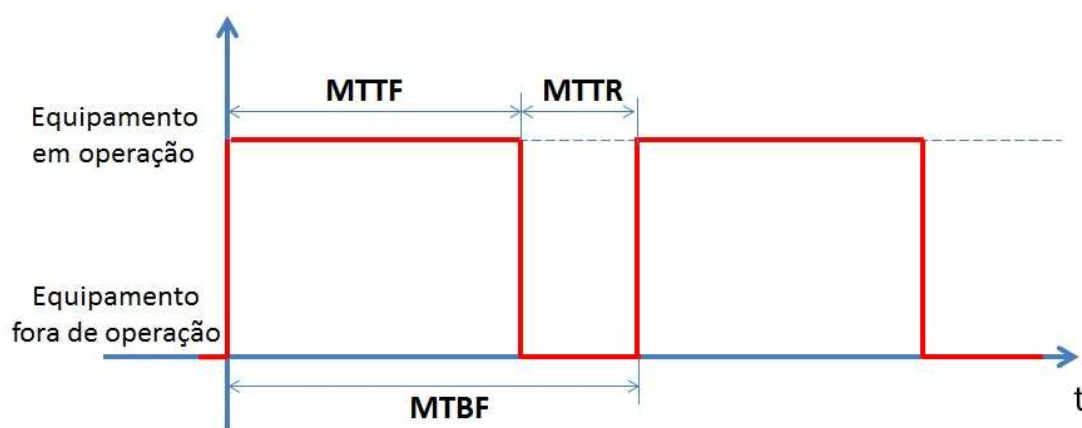 MTTF
MTTR
Equipamento
em operação
Equipamento
fora de operação
MTBF
t